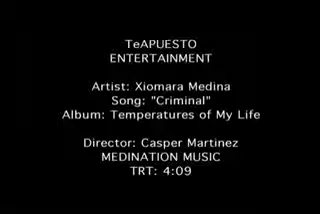 TeAPUESTO
ENTERTAINMENT
Artist: Xiomara Medina
Song: "Criminal"
Album: Temperatures of My Life
Director: Casper Martinez
MEDINATION MUSIC
TRT: 4:09